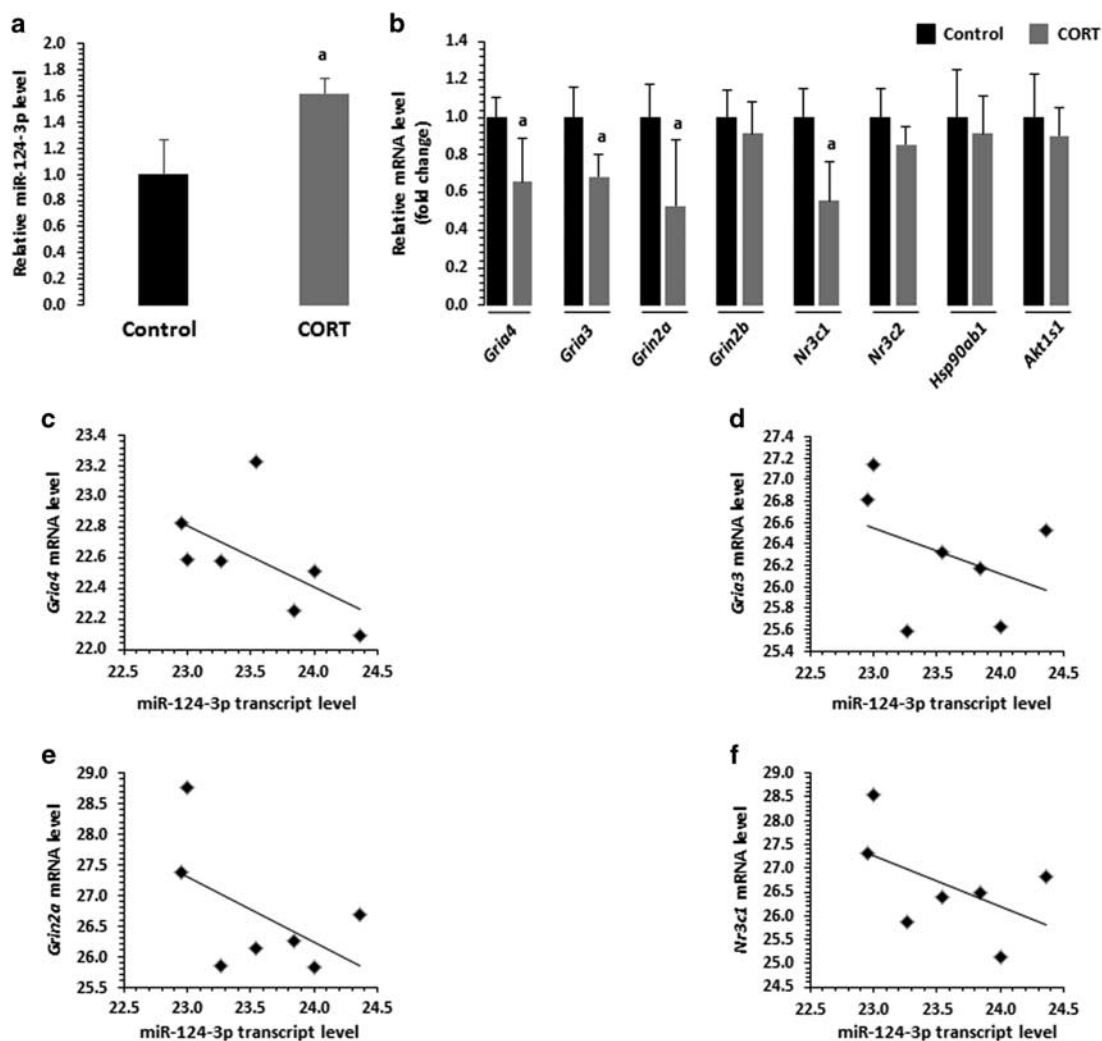 a
2.0
1.8
1.6
1.4
1.2
1.0
0.8
0.6
0.4
0.2
0.0
Relative miR-124-3p level
a
Control
CORT
b
Control
CORT
1.4
1.2
1.0
0.8
0.6
0.4
0.2
0.0
Relative mRNA level
(fold change)
a
a
a
a
Gria4
Gria3
Grin2a
Grin2b
Nr3c1
Nr3c2
Hsp90ab1
Akt1s1
c
23.4
23.2
23.0
22.8
22.6
22.4
22.2
22.0
Gria4 mRNA level
22.5
23.0
23.5
24.0
24.5
miR-124-3p transcript level
d
27.4
27.2
27.0
26.8
26.6
26.4
26.2
26.0
25.8
25.6
25.4
Gria3 mRNA level
22.5
23.0
23.5
24.0
24.5
miR-124-3p transcript level
e
29.0
28.5
28.0
27.5
27.0
26.5
26.0
25.5
Grin2a mRNA level
22.5
23.0
23.5
24.0
24.5
miR-124-3p transcript level
f
29.0
28.5
28.0
27.5
27.0
26.5
26.0
25.5
25.0
24.5
Nr3c1 mRNA level
22.5
23.0
23.5
24.0
24.5
miR-124-3p transcript level